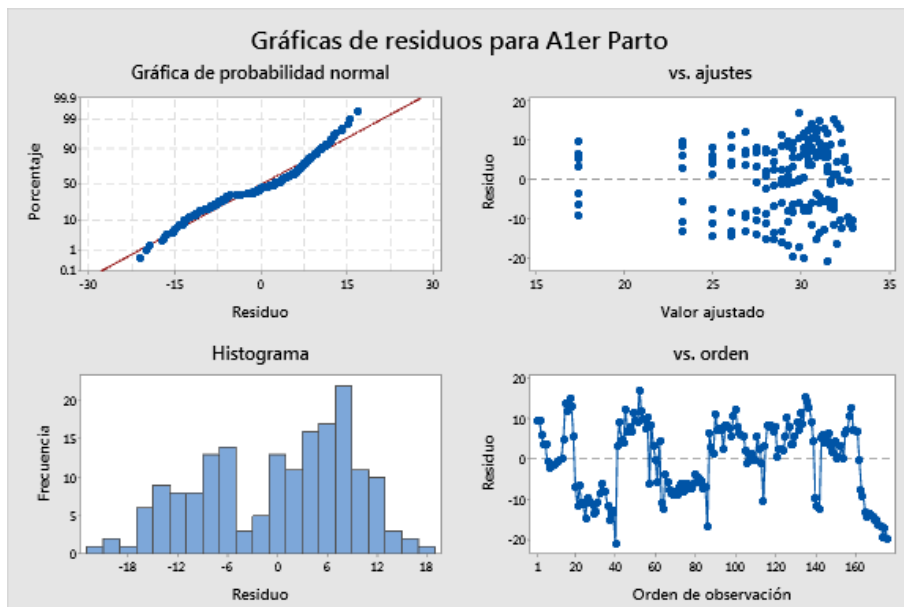 Gráficas de residuos para A1er Parto
Gráfica de probabilidad normal
99.9
99
90
50
10
1
0.1
Porcentaje
-30 -15 0 15 30
Residuo
vs. ajustes
20
10
0
-10
-20
Residuo
15 20 25 30 35
Valor ajustado
Histograma
20
15
10
5
0
Frecuencia
-18 -12 -6 0 6 12 18
Residuo
vs. orden
20
10
0
-10
-20
Residuo
1 20 40 60 80 100 120 140 160
Orden de observación